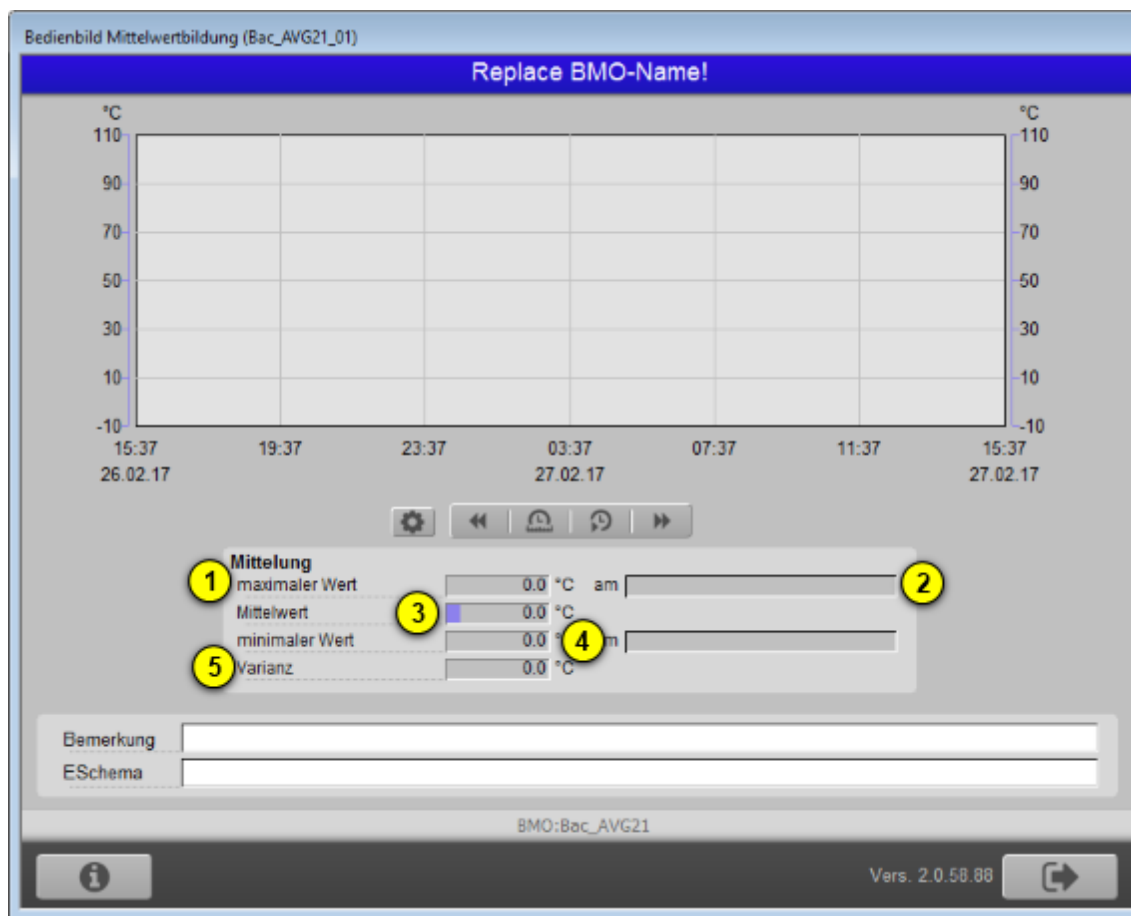 Bedienbild Mittelwertbildung (Bac_AVG21_01)
Replace BMO-Name!
°C °C
110 110
90 90
70 70
50 50
30 30
10 10
-10 -10
15:37 19:37 23:37 03:37 07:37 11:37 15:37
26.02.17 27.02.17 27.02.17
Mittelung
1 maximaler Wert 0.0 °C am 2
Mittelwert 3 0.0 °C
minimaler Wert 0.0 4
5 Varianz 0.0 °C
Bemerkung
ESchema
BMO:Bac_AVG21
Vers. 2.0.58.88